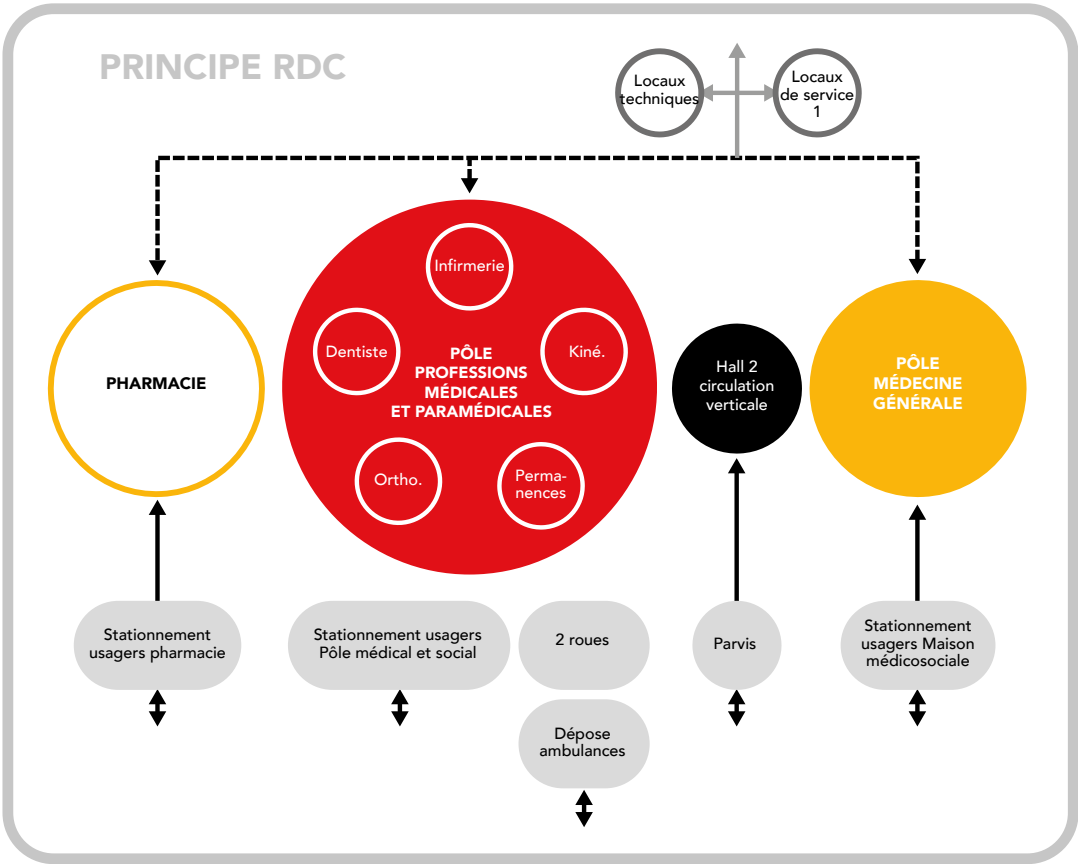 PRINCIPE RDC
Locaux
techniques
Locaux
de service
1
PHARMACIE
Infirmerie
Dentiste
Kiné.
PÔLE
PROFESSIONS
MÉDICALES
ET PARAMÉDICALES
Ortho.
Perma-
nences
Hall 2
circulation
verticale
PÔLE
MÉDECINE
GÉNÉRALE
Stationnement
usagers pharmacie
Stationnement usagers
Pôle médical et social
2 roues
Parvis
Stationnement
usagers Maison
médicosociale
Dépose
ambulances